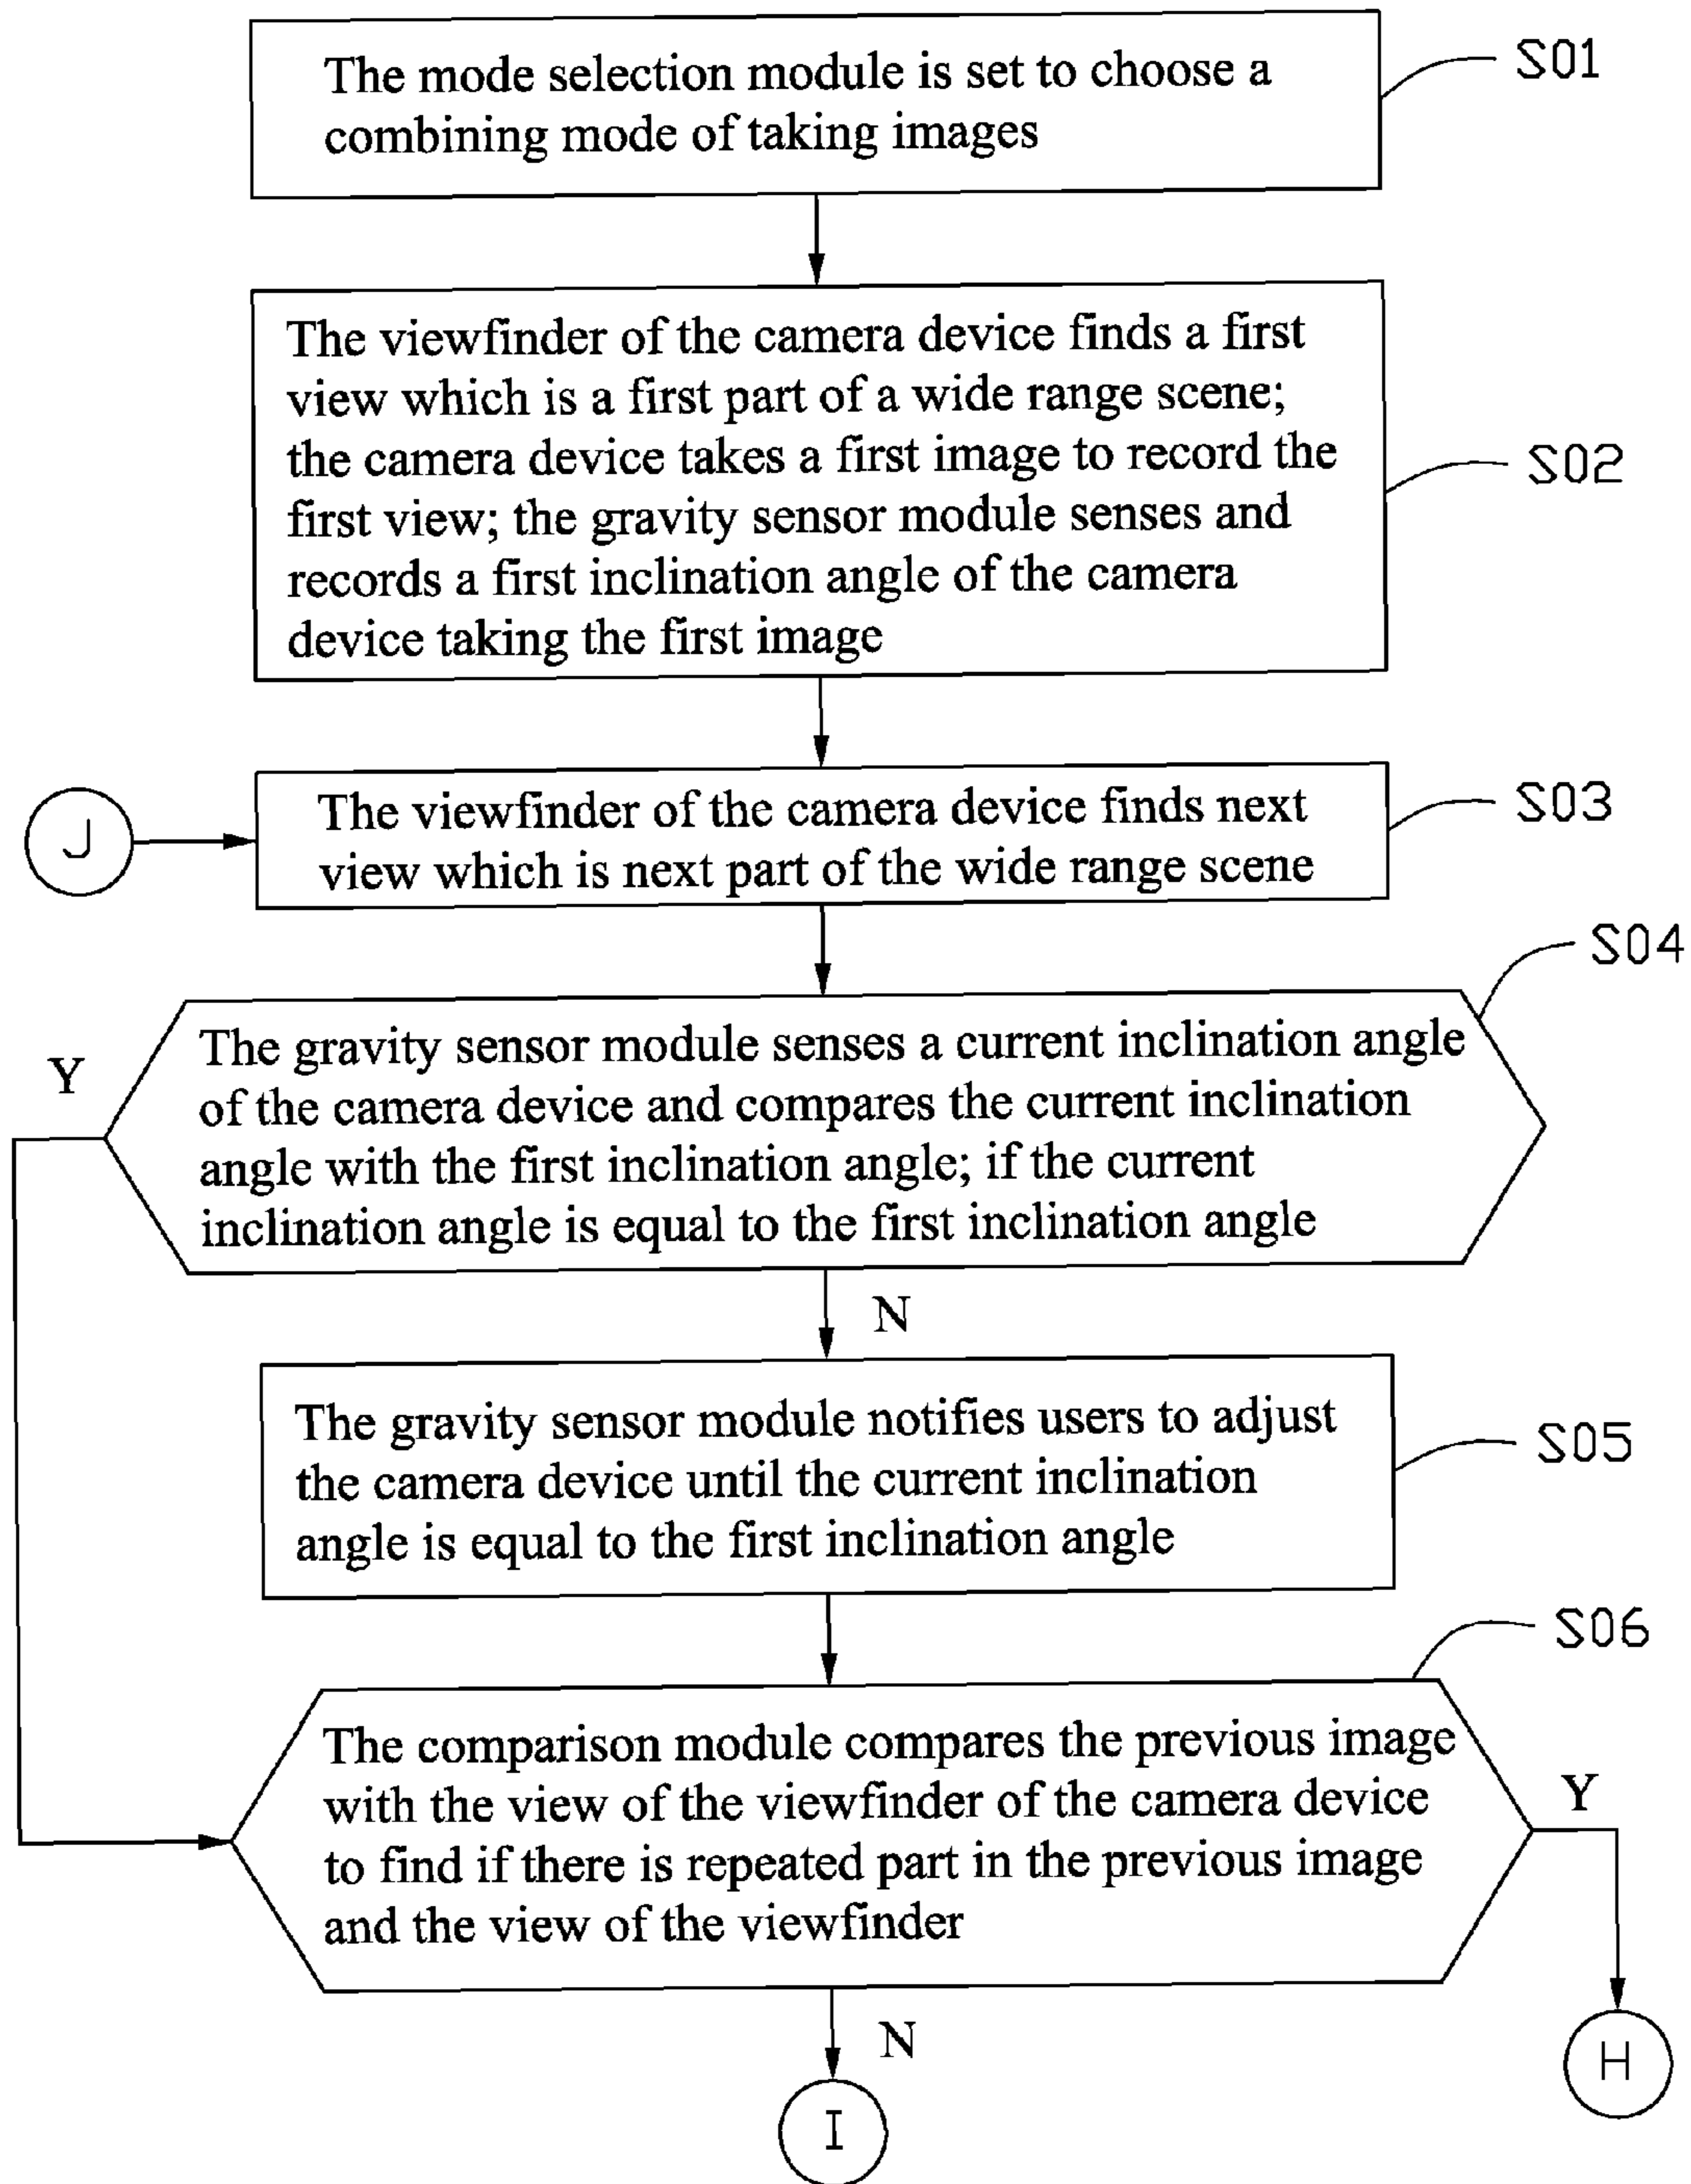 The mode selection module is set to choose a
combining mode of taking images
S01
The viewfinder of the camera device finds a first
view which is a first part of a wide range scene;
the camera device takes a first image to record the
first view; the gravity sensor module senses and
records a first inclination angle of the camera
device taking the first image
S02
J
The viewfinder of the camera device finds next
view which is next part of the wide range scene
S03
S04
Y
The gravity sensor module senses a current inclination angle
of the camera device and compares the current inclination
angle with the first inclination angle; if the current
inclination angle is equal to the first inclination angle
N
The gravity sensor module notifies users to adjust
the camera device until the current inclination
angle is equal to the first inclination angle
S05
S06
The comparison module compares the previous image
with the view of the viewfinder of the camera device
to find if there is repeated part in the previous image
and the view of the viewfinder
Y
N
H
I